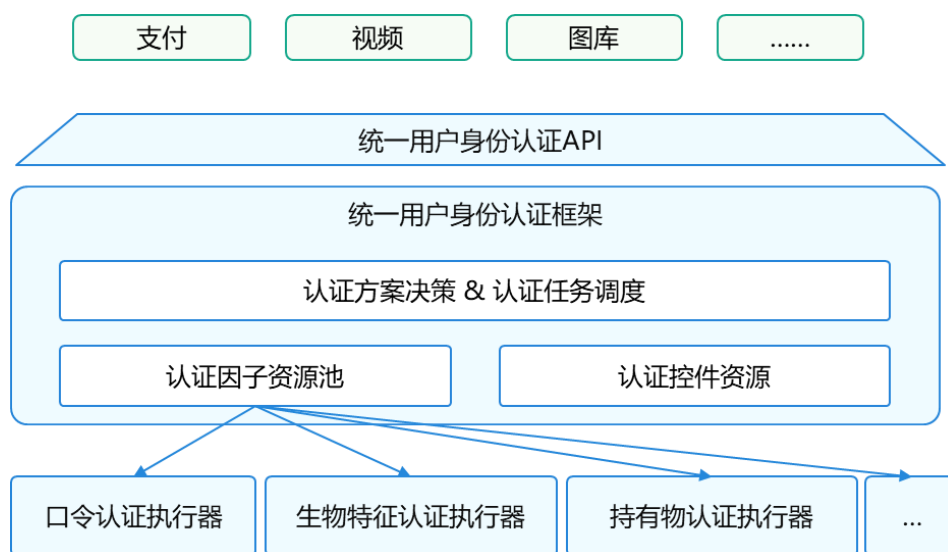 支付
视频
图库
……
统一用户身份认证API
统一用户身份认证框架
认证方案决策 & 认证任务调度
认证因子资源池
认证控件资源
口令认证执行器
生物特征认证执行器
持有物认证执行器
...